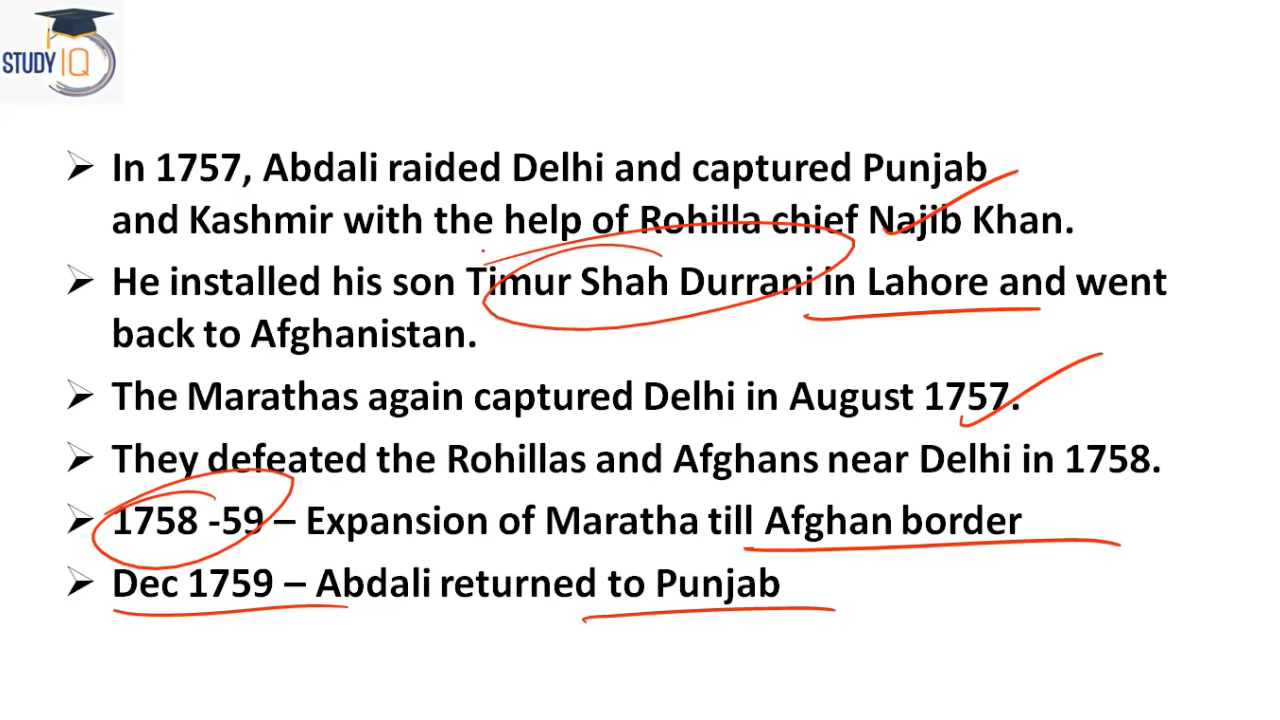 STUDY IQ
➢ In 1757, Abdali raided Delhi and captured Punjab
and Kashmir with the help of Rohilla chief Najib Khan.
➢ He installed his son Timur Shah Durrani in Lahore and went
back to Afghanistan.
➢ The Marathas again captured Delhi in August 1757.
➢ They defeated the Rohillas and Afghans near Delhi in 1758.
➢ 1758 -59 – Expansion of Maratha till Afghan border
➢ Dec 1759 – Abdali returned to Punjab